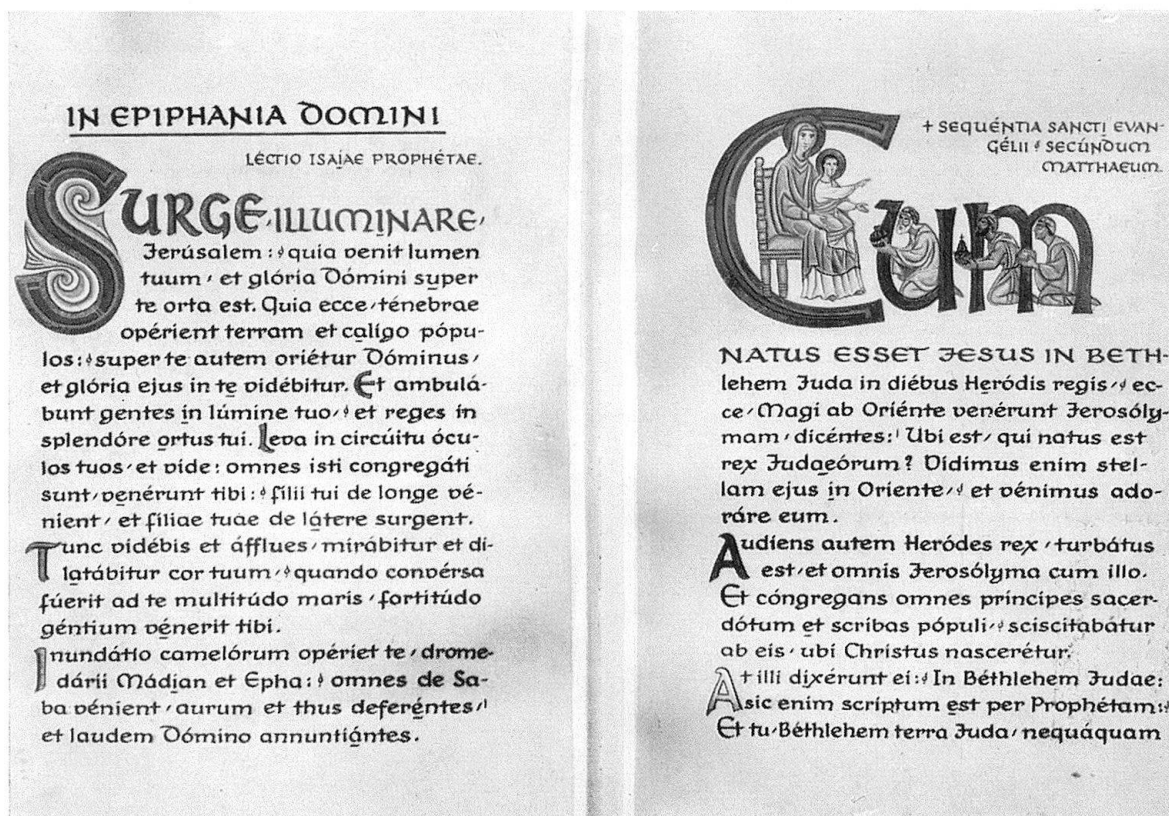 IN EPIPHANIA DOMINI
LÉCTIO ISAÍAE PROPHÉTAE.
SURGE, ILLUMINARE,
Jerúsalem: quia venit lumen
tuum, et glória Dómini super
te orta est. Quia ecce, ténebrae
opérient terram et calígo pópu-
los: super te autem oriétur Dóminus,
et glória ejus in te vidébitur. Et ambulá-
bunt gentes in lúmine tuo, et reges in
splendóre ortus tui. Leva in circúitu ócu-
los tuos, et vide: omnes isti congregáti
sunt, venérunt tibi: fílii tui de longe vé-
nient, et filiae tuae de látere surgent.
Tunc vidébis et áfflues, mirábitur et di-
latábitur cor tuum, quando convérsa
fúerit ad te multitúdo maris, fortitúdo
géntium vénerit tibi.
Inundátio camelórum opériet te, drome-
dárii Mádian et Epha: omnes de Sa-
ba vénient, aurum et thus deferéntes,
et laudem Dómino annuntiántes.
+ SEQUÉNTIA SANCTI EVAN-
GÉLII SECÚNDUM
MATTHAEUM.
Cum
NATUS ESSET JESUS IN BETH-
lehem Juda in diébus Heródis regis, ec-
ce, Magi ab Oriénte venérunt Jerosóly-
mam, dicéntes: Ubi est, qui natus est
rex Judaeórum? Vidimus enim stel-
lam ejus in Oriente, et vénimus ado-
ráre eum.
Audiens autem Heródes rex, turbátus
est, et omnis Jerosólyma cum illo.
Et cóngregans omnes principes sacer-
dótum et scribas pópuli, sciscitabátur
ab eis, ubi Christus nascerétur.
At illi dixérunt ei: In Béthlehem Judae:
sic enim scriptum est per Prophétam:
Et tu, Béthlehem terra Juda, nequáquam